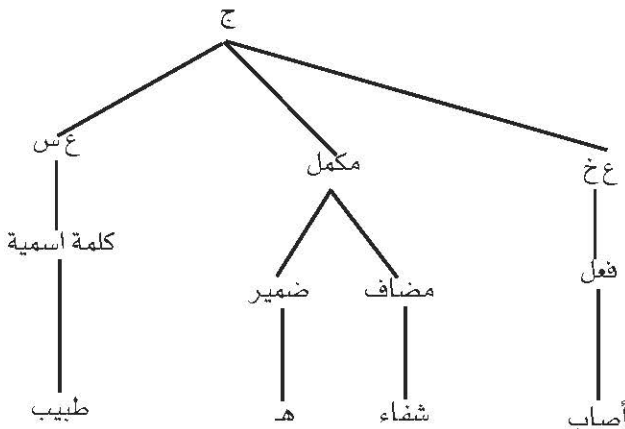 ج
ع خ مكمل ع س
فعل مضاف ضمير كلمة اسمية
أصاب شفاء هـ طبيب